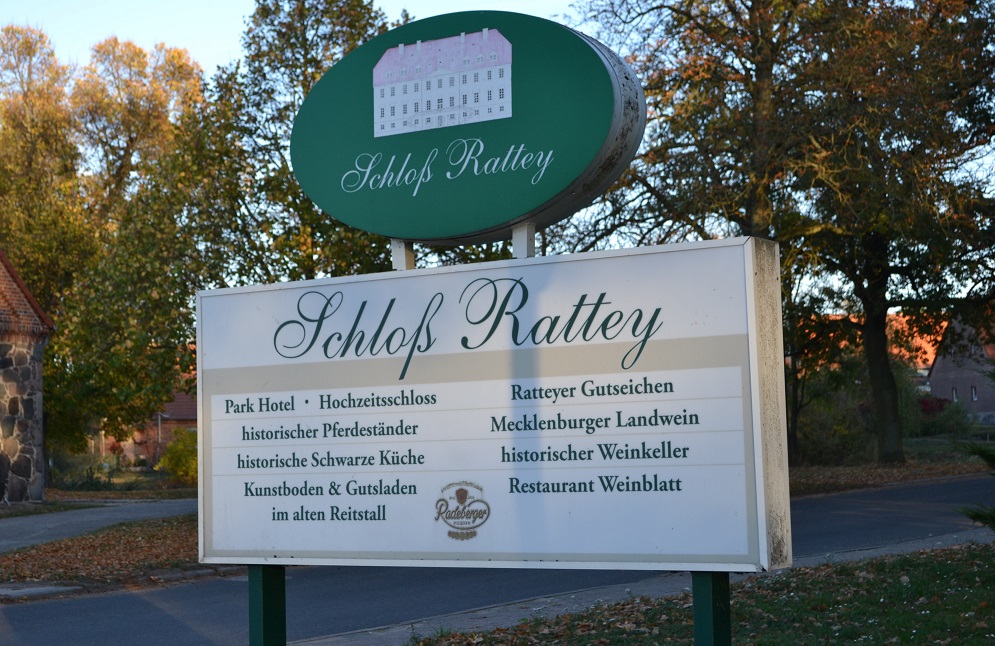 Schloß Rattey
Schloß Rattey
Park Hotel · Hochzeitsschloss
historischer Pferdeständer
historische Schwarze Küche
Kunstboden & Gutsladen
im alten Reitstall
Ratteyer Gutseichen
Mecklenburger Landwein
historischer Weinkeller
Restaurant Weinblatt
Radeberger